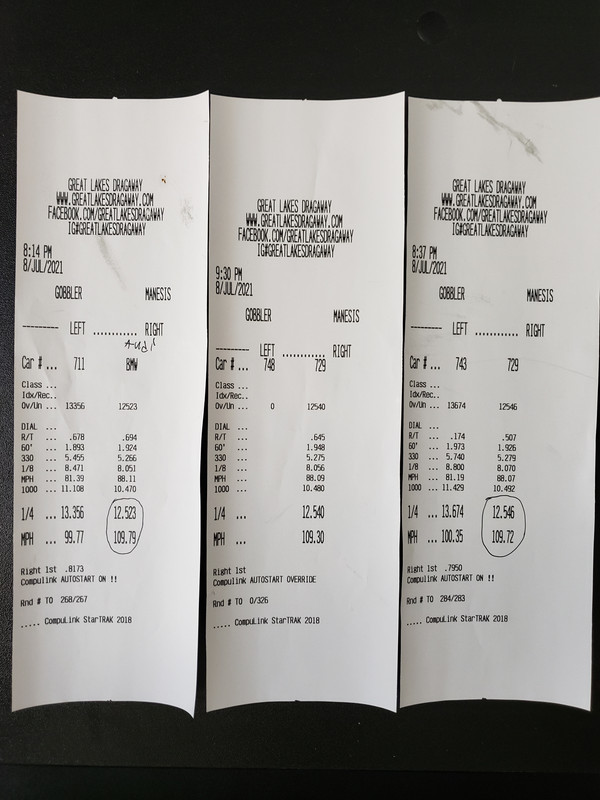 GREAT LAKES DRAGAWAY
WWW.GREATLAKESDRAGAWAY.COM
FACEBOOK.COM/GREATLAKESDRAGAWAY
IG#GREATLAKESDRAGAWAY
8:14 PM
8/JUL/2021
GOBBLER MANESIS
--------- LEFT ............ RIGHT
Car # ... 711 BMW
Class ...
Idx/Rec..
Ov/Un ... 13356 12523
DIAL ...
R/T ... .678 .694
60' ... 1.893 1.924
330 ... 5.455 5.266
1/8 ... 8.471 8.051
MPH ... 81.39 88.11
1000 ... 11.108 10.470
1/4 ... 13.356 12.523
MPH ... 99.77 109.79
Right 1st .8173
CompuLink AUTOSTART ON !!
Rnd # TO 268/267
..... CompuLink StarTRAK 2018
GREAT LAKES DRAGAWAY
WWW.GREATLAKESDRAGAWAY.COM
FACEBOOK.COM/GREATLAKESDRAGAWAY
IG#GREATLAKESDRAGAWAY
9:30 PM
8/JUL/2021
GOBBLER MANESIS
--------- LEFT ............ RIGHT
Car # ... 748 729
Class ...
Idx/Rec..
Ov/Un ... 0 12540
DIAL ...
R/T ... .645
60' ... 1.948
330 ... 5.275
1/8 ... 8.056
MPH ... 88.09
1000 ... 10.480
1/4 ... 12.540
MPH ... 109.30
CompuLink AUTOSTART OVERRIDE
Rnd # TO 0/326
..... CompuLink StarTRAK 2018
GREAT LAKES DRAGAWAY
WWW.GREATLAKESDRAGAWAY.COM
FACEBOOK.COM/GREATLAKESDRAGAWAY
IG#GREATLAKESDRAGAWAY
8:37 PM
8/JUL/2021
GOBBLER MANESIS
--------- LEFT ............ RIGHT
Car # ... 743 729
Class ...
Idx/Rec..
Ov/Un ... 13674 12546
DIAL ...
R/T ... .174 .507
60' ... 1.973 1.926
330 ... 5.740 5.279
1/8 ... 8.800 8.070
MPH ... 81.19 88.07
1000 ... 11.429 10.492
1/4 ... 13.674 12.546
MPH ... 100.35 109.72
Right 1st .7950
CompuLink AUTOSTART ON !!
Rnd # TO 284/283
..... CompuLink StarTRAK 2018